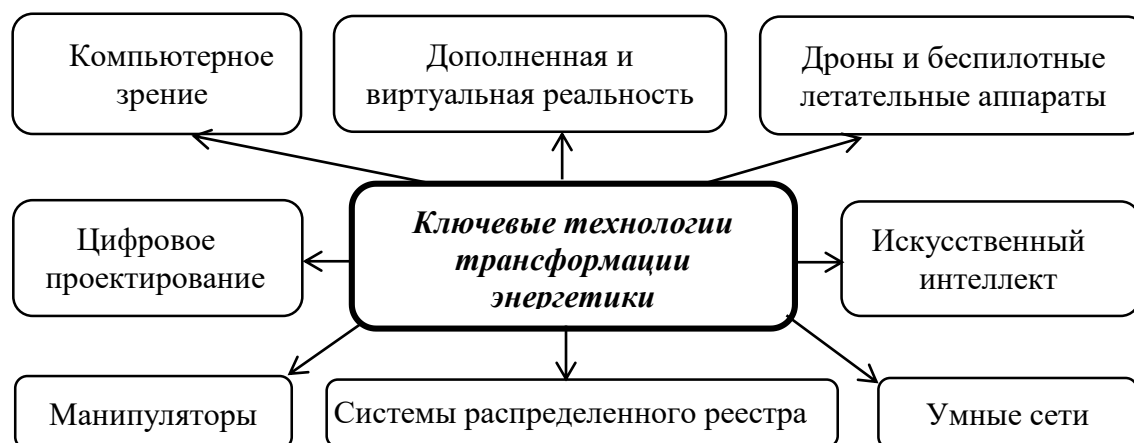 Компьютерное
зрение
Дополненная и
виртуальная реальность
Дроны и беспилотные
летательные аппараты
Цифровое
проектирование
Ключевые технологии
трансформации
энергетики
Искусственный
интеллект
Манипуляторы
Системы распределенного реестра
Умные сети